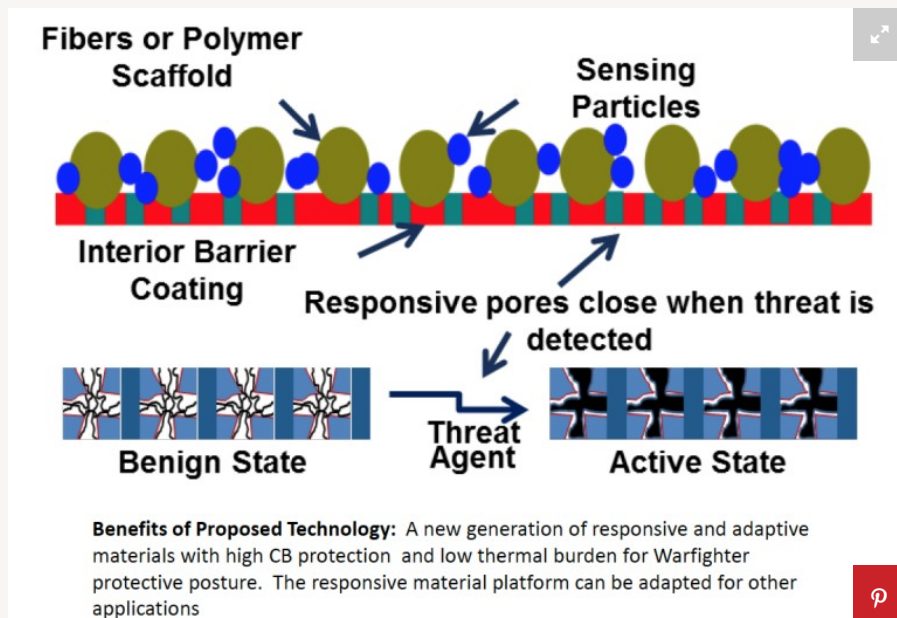 Fibers or Polymer
Scaffold
Sensing
Particles
Interior Barrier
Coating
Responsive pores close when threat is
detected
Threat
Agent
Benign State
Active State
Benefits of Proposed Technology: A new generation of responsive and adaptive
materials with high CB protection and low thermal burden for Warfighter
protective posture. The responsive material platform can be adapted for other
applications